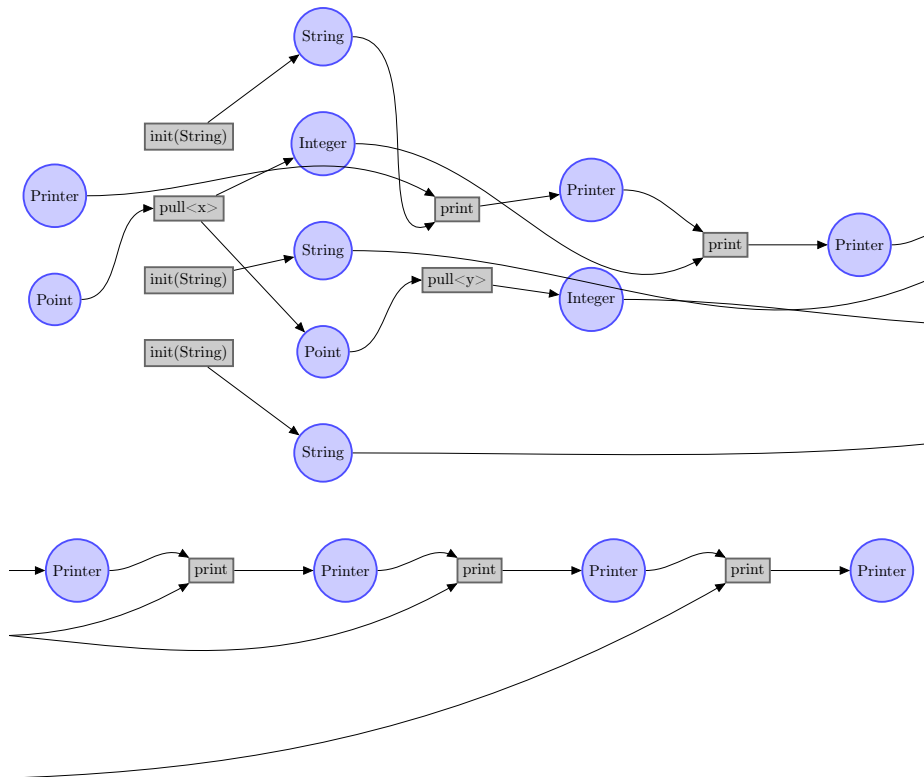 String
init(String)
Integer
Printer
pull<x>
print
Printer
print
Printer
String
init(String)
pull<y>
Point
Integer
init(String)
Point
String
Printer
print
Printer
print
Printer
print
Printer